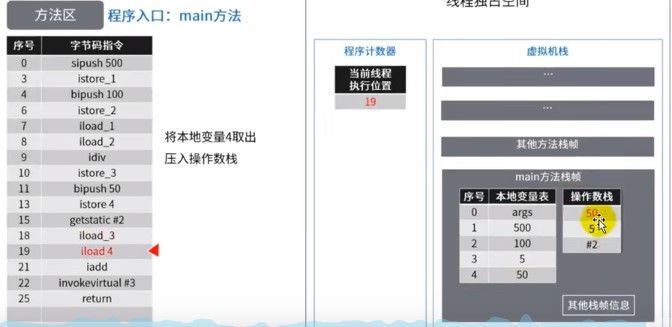 方法区
程序入口：main方法
序号 字节码指令
0 sipush 500
3 istore_1
4 bipush 100
6 istore_2
7 iload_1
8 iload_2
9 idiv
10 istore_3
11 bipush 50
13 istore 4
15 getstatic #2
18 iload_3
19 iload 4
21 iadd
22 invokevirtual #3
25 return
将本地变量4取出
压入操作数栈
线程独占空间
程序计数器
当前线程
执行位置
19
虚拟机栈
...
...
其他方法栈帧
main方法栈帧
序号 本地变量表
0 args
1 500
2 100
3 5
4 50
操作数栈
50
5
#2
其他栈帧信息